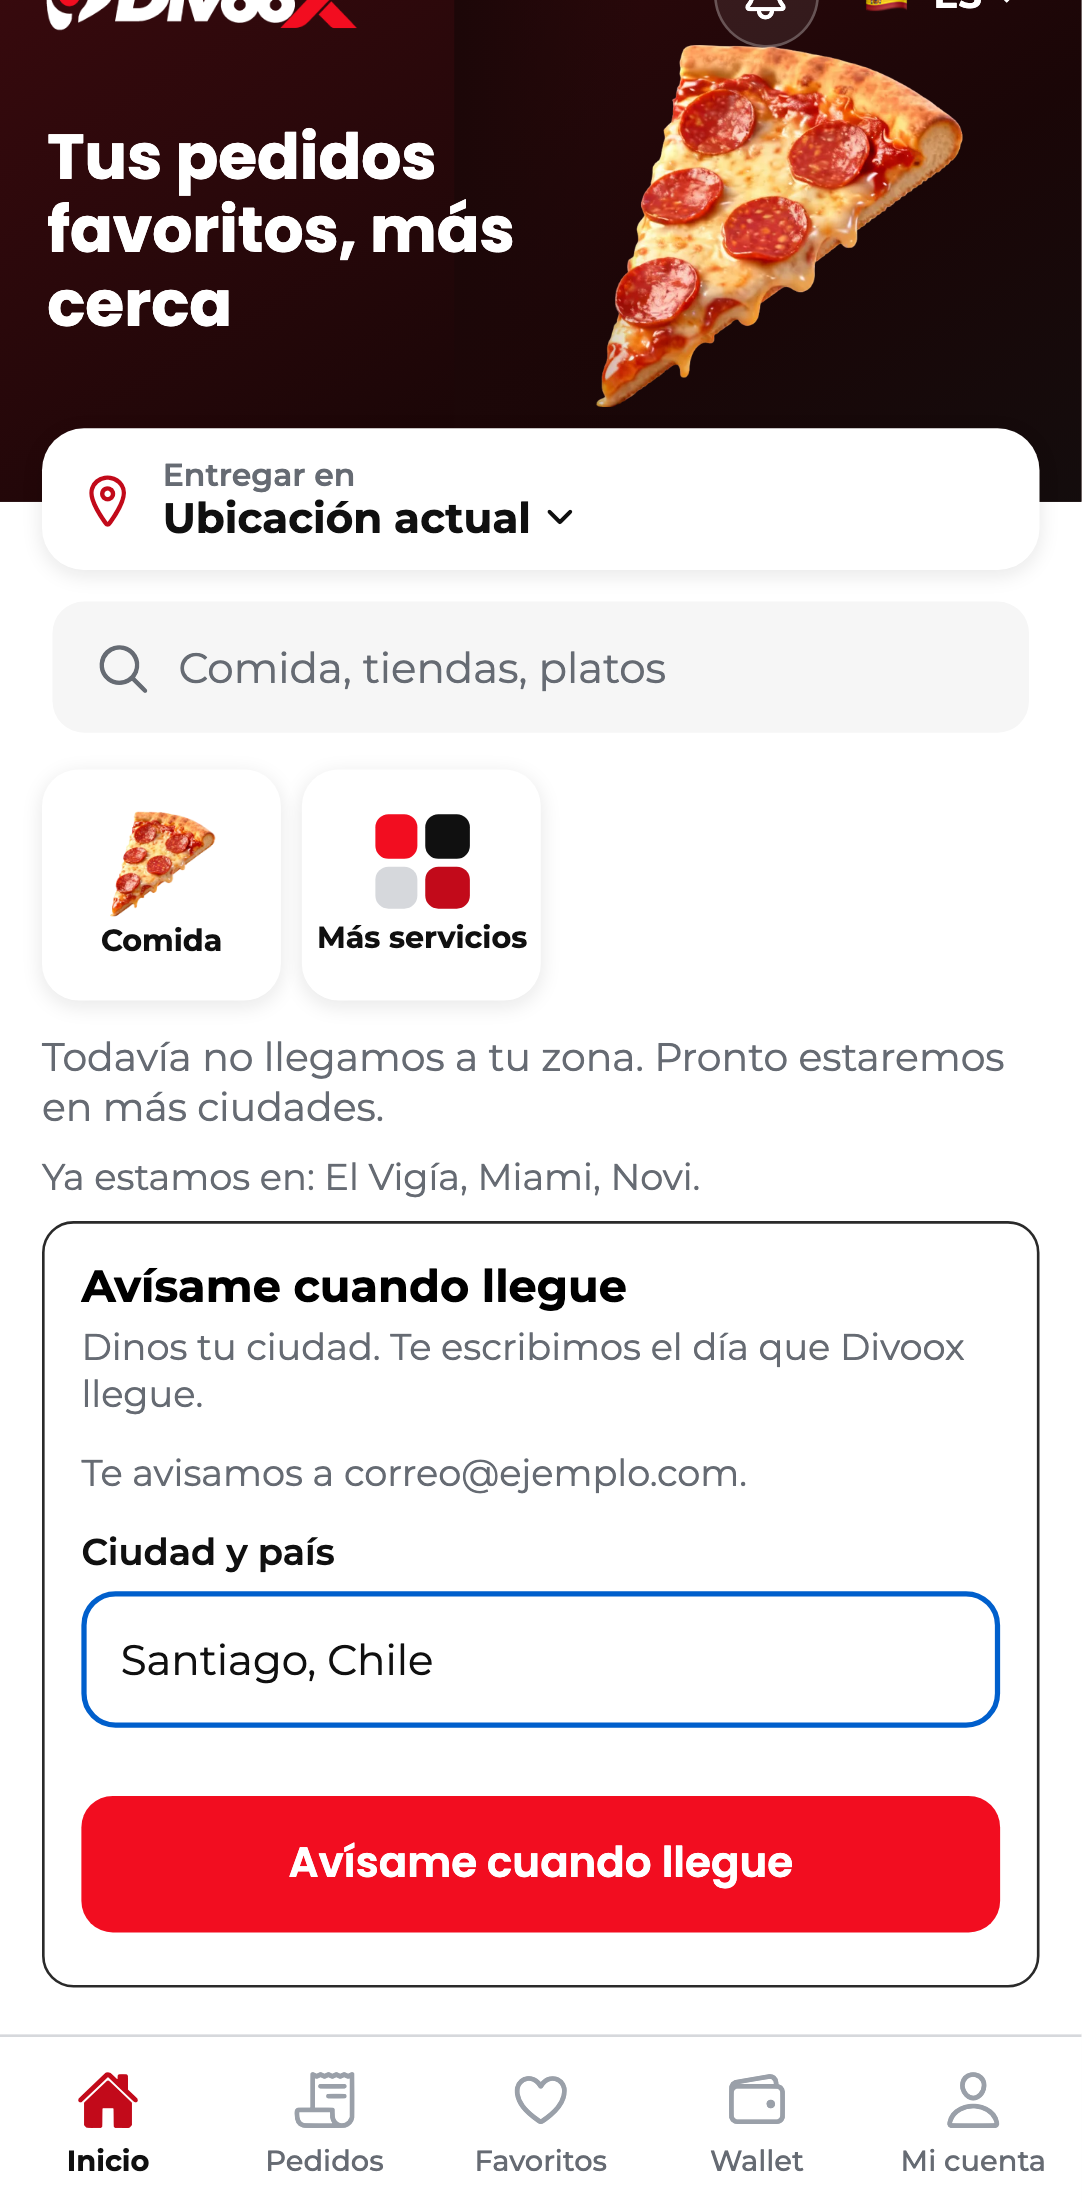 DivooX
ES
Tus pedidos
favoritos, más
cerca
Entregar en
Ubicación actual
Comida, tiendas, platos
Comida
Más servicios
Todavía no llegamos a tu zona. Pronto estaremos
en más ciudades.
Ya estamos en: El Vigía, Miami, Novi.
Avísame cuando llegue
Dinos tu ciudad. Te escribimos el día que Divoox
llegue.
Te avisamos a correo@ejemplo.com.
Ciudad y país
Santiago, Chile
Avísame cuando llegue
Inicio
Pedidos
Favoritos
Wallet
Mi cuenta